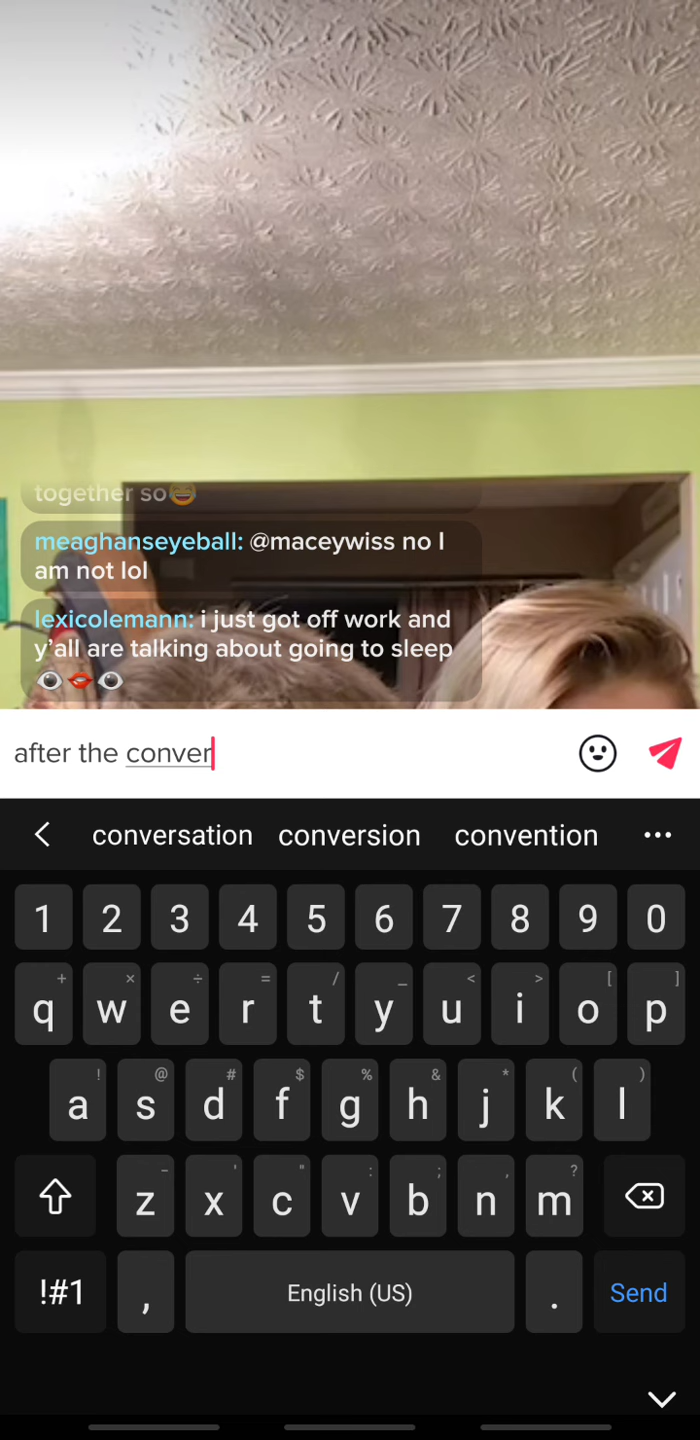 together so😆
meaghanseyeball: @maceywiss no I
am not lol
lexicolemann: i just got off work and
y'all are talking about going to sleep
👁️👄👁️
after the conver
conversation conversion convention •••
1 2 3 4 5 6 7 8 9 0
+ × ÷ = / _ < > [ ]
q w e r t y u i o p
! @ # $ % & * ( )
a s d f g h j k l
- ' " : ; , ?
z x c v b n m
!#1 , English (US) . Send